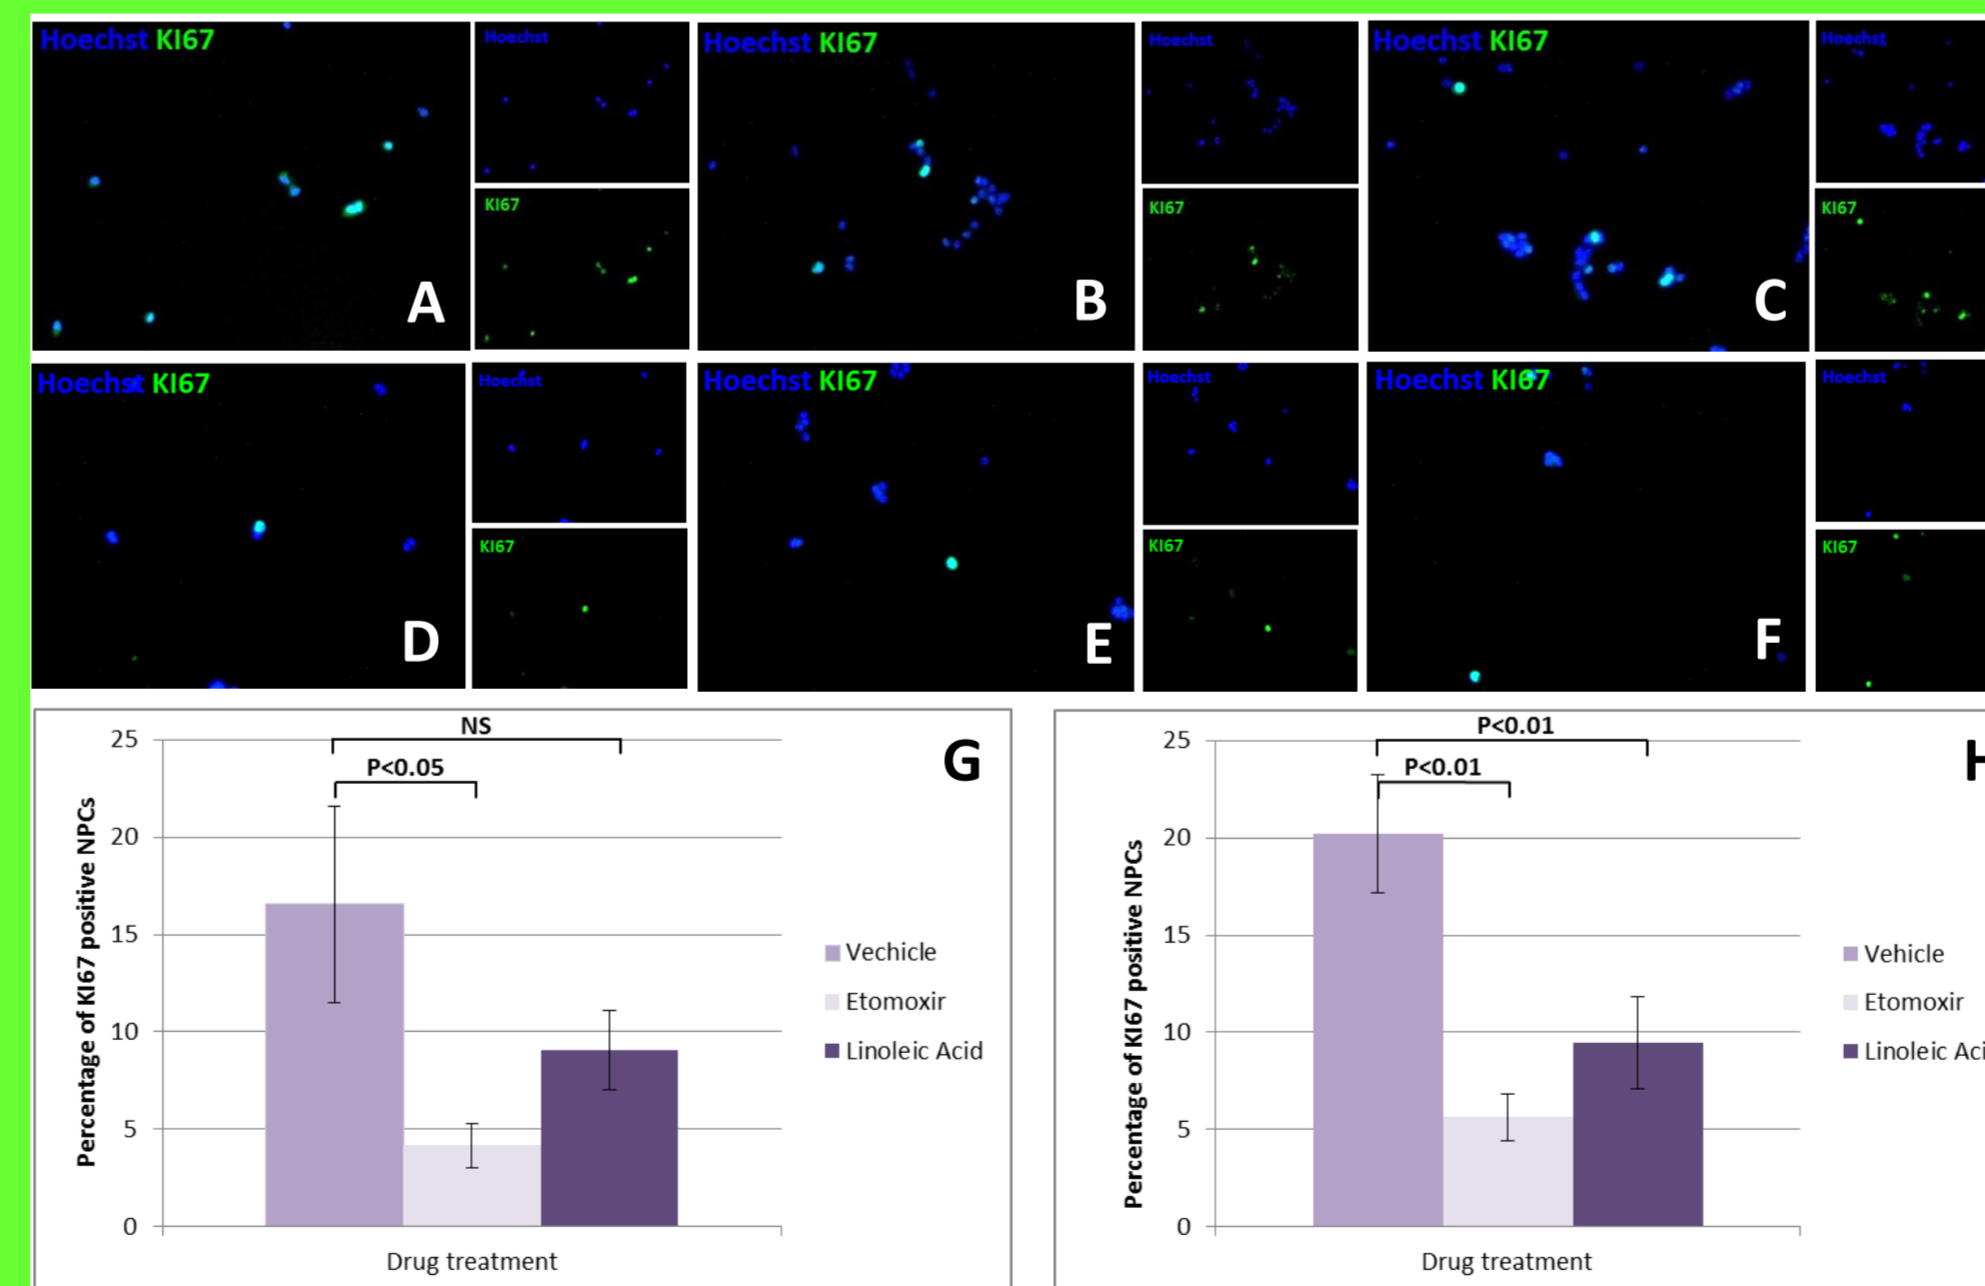 Hoechst KI67
Hoechst
KI67
A
Hoechst KI67
Hoechst
KI67
B
Hoechst KI67
Hoechst
KI67
C
Hoechst KI67
Hoechst
KI67
D
Hoechst KI67
Hoechst
KI67
E
Hoechst KI67
Hoechst
KI67
F
G
NS
P<0.05
Percentage of KI67 positive NPCs
25
20
15
10
5
0
Drug treatment
Vechicle
Etomoxir
Linoleic Acid
H
P<0.01
P<0.01
Percentage of KI67 positive NPCs
25
20
15
10
5
0
Drug treatment
Vehicle
Etomoxir
Linoleic Aci